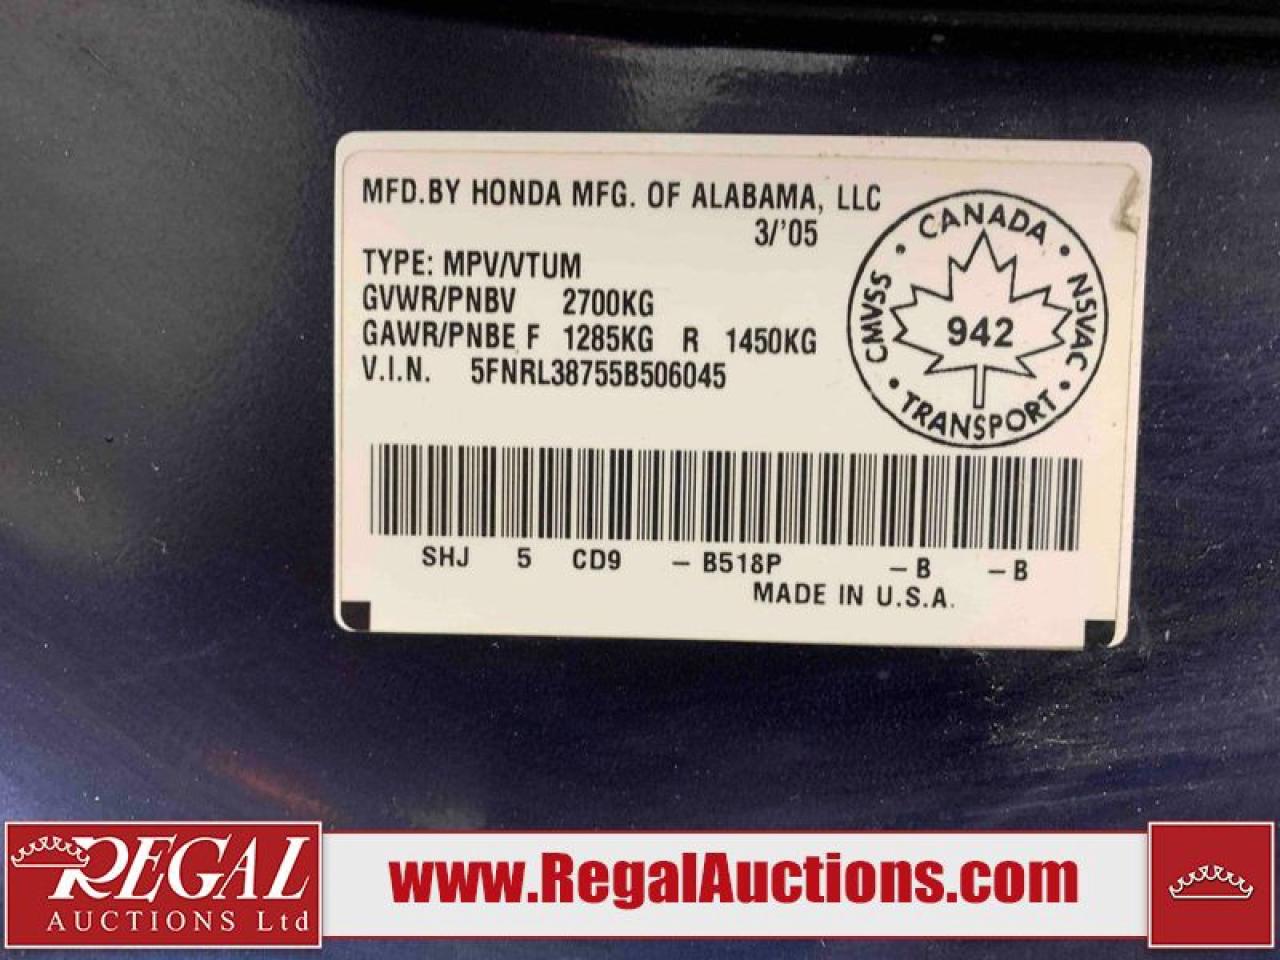 MFD.BY HONDA MFG. OF ALABAMA, LLC
3/'05
TYPE: MPV/VTUM
GVWR/PNBV 2700KG
GAWR/PNBE F 1285KG R 1450KG
V.I.N. 5FNRL38755B506045
CANADA
NSVAC
TRANSPORT
CMVSS
942
SHJ 5 CD9 - B518P - B - B
MADE IN U.S.A.
REGAL
AUCTIONS Ltd
www.RegalAuctions.com